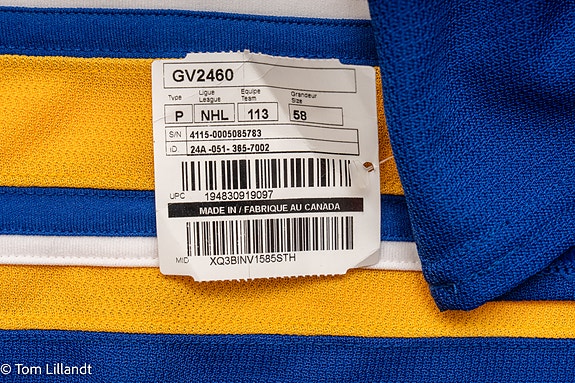 GV2460
Type Ligue League Equipe Team Grandeur Size
P NHL 113 58
S/N 4115-0005085783
ID. 24A -051- 365-7002
UPC 194830919097
MADE IN / FABRIQUE AU CANADA
MID XQ3BINV1585STH
© Tom Lillandt